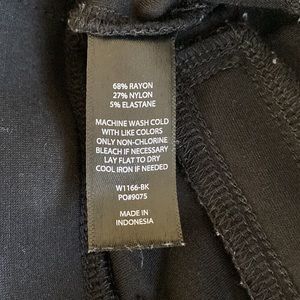 68% RAYON
27% NYLON
5% ELASTANE
MACHINE WASH COLD
WITH LIKE COLORS
ONLY NON-CHLORINE
BLEACH IF NECESSARY
LAY FLAT TO DRY
COOL IRON IF NEEDED
W1166-BK
PO#9075
MADE IN
INDONESIA